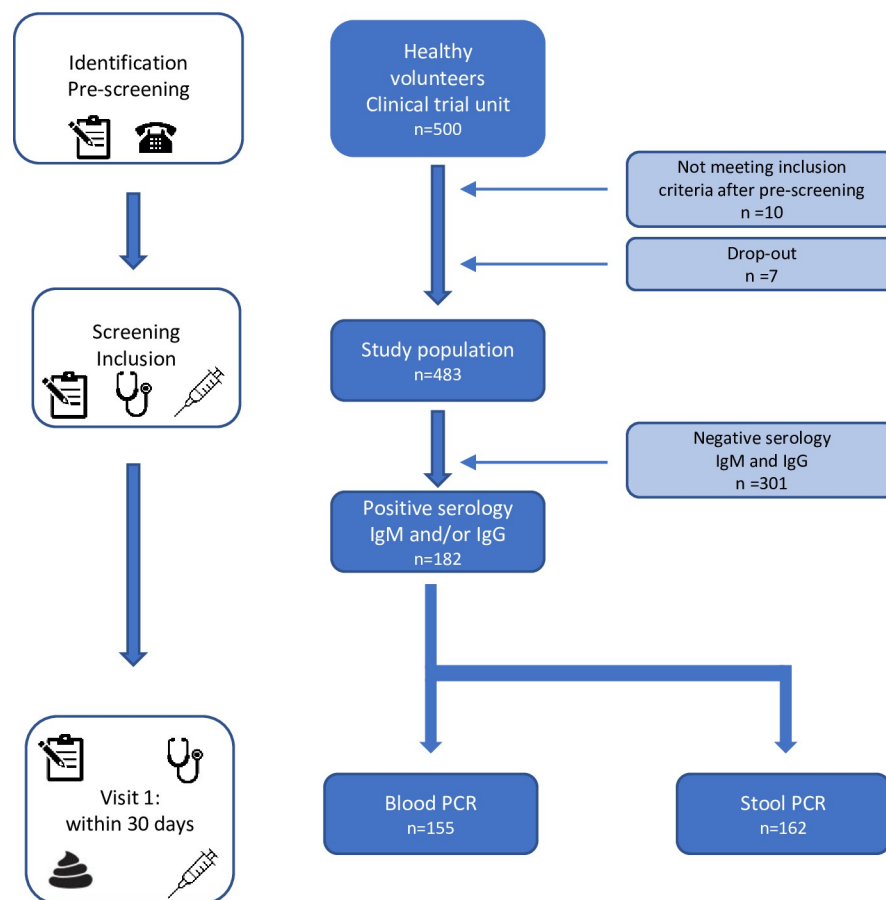 Identification
Pre-screening
Healthy
volunteers
Clinical trial unit
n=500
Not meeting inclusion
criteria after pre-screening
n =10
Drop-out
n =7
Screening
Inclusion
Study population
n=483
Negative serology
IgM and IgG
n =301
Positive serology
IgM and/or IgG
n=182
Visit 1:
within 30 days
Blood PCR
n=155
Stool PCR
n=162